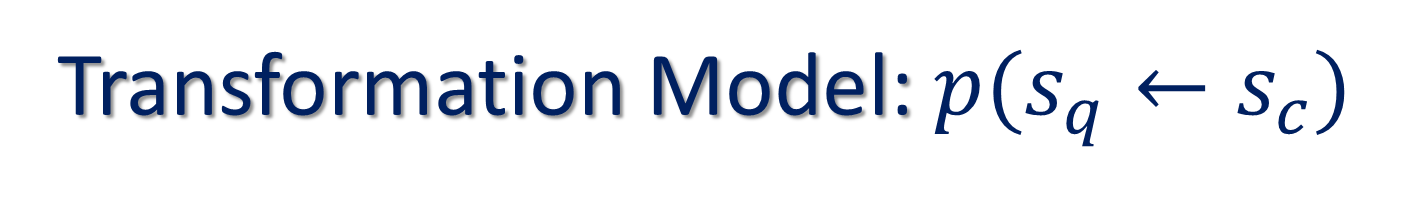 Transformation Model: 𝑝(𝑠_𝑞 ← 𝑠_𝑐)